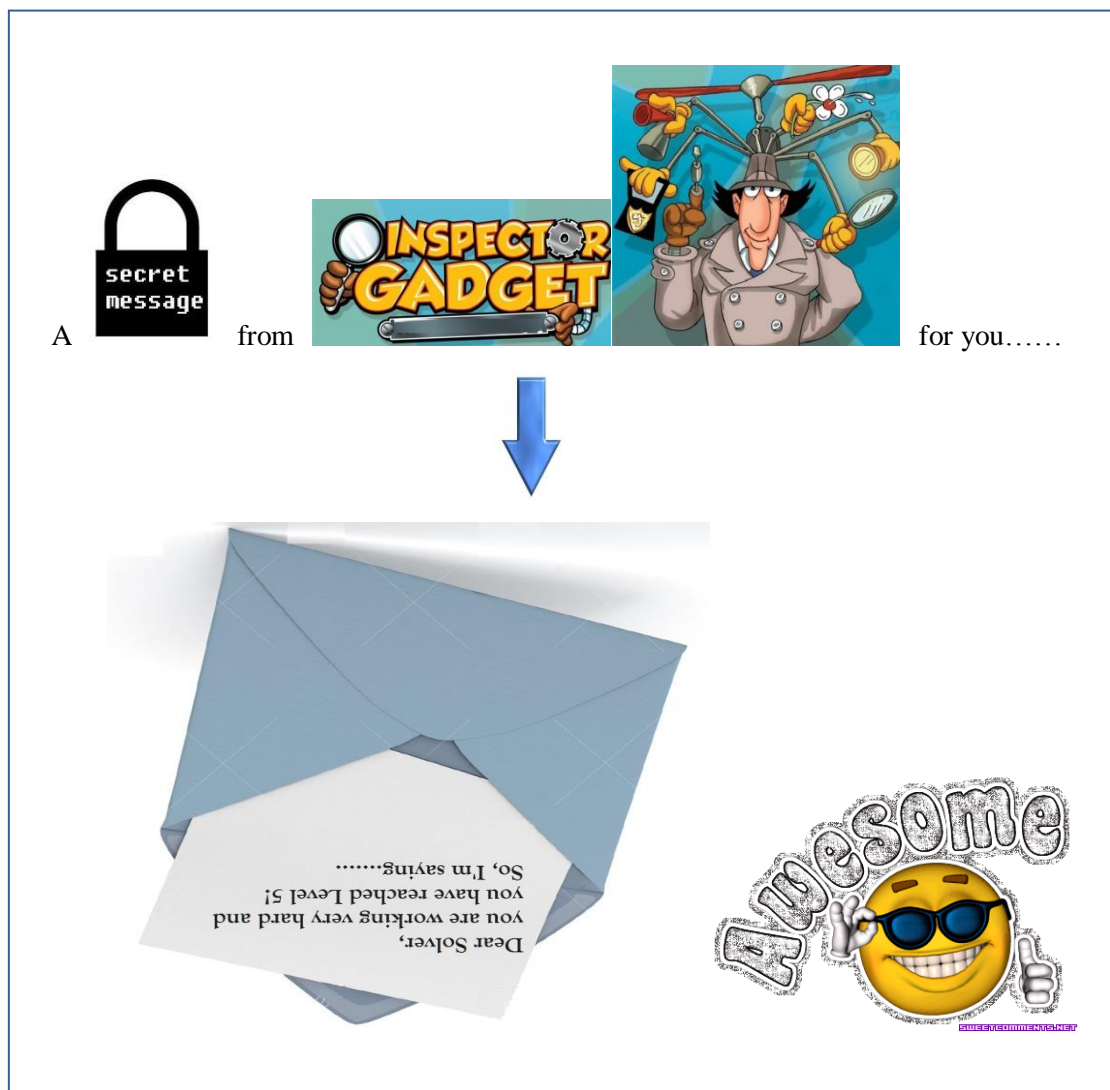 secret
message
INSPECTOR
GADGET
A from for you……
Dear Solver,
you are working very hard and
you have reached Level 5!
So, I'm saying........
Awesome
SWEETCOMMENTS.NET